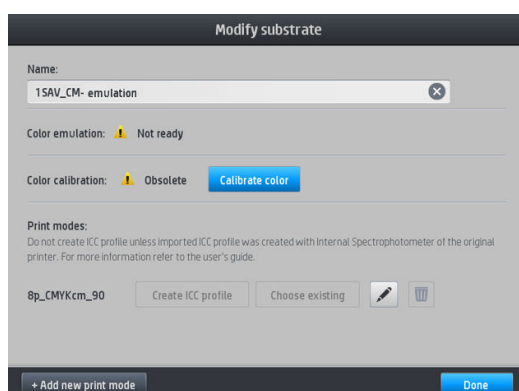 Modify substrate
Name:
1SAV_CM- emulation
Color emulation: Not ready
Color calibration: Obsolete Calibrate color
Print modes:
Do not create ICC profile unless imported ICC profile was created with Internal Spectrophotometer of the original
printer. For more information refer to the user's guide.
8p_CMYKcm_90 Create ICC profile Choose existing
+ Add new print mode Done